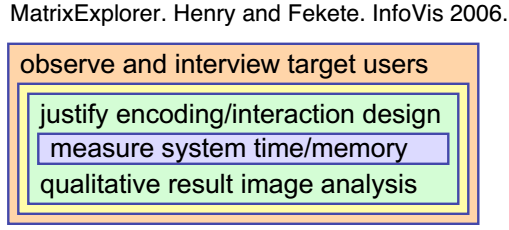 MatrixExplorer. Henry and Fekete. InfoVis 2006.
observe and interview target users
justify encoding/interaction design
measure system time/memory
qualitative result image analysis